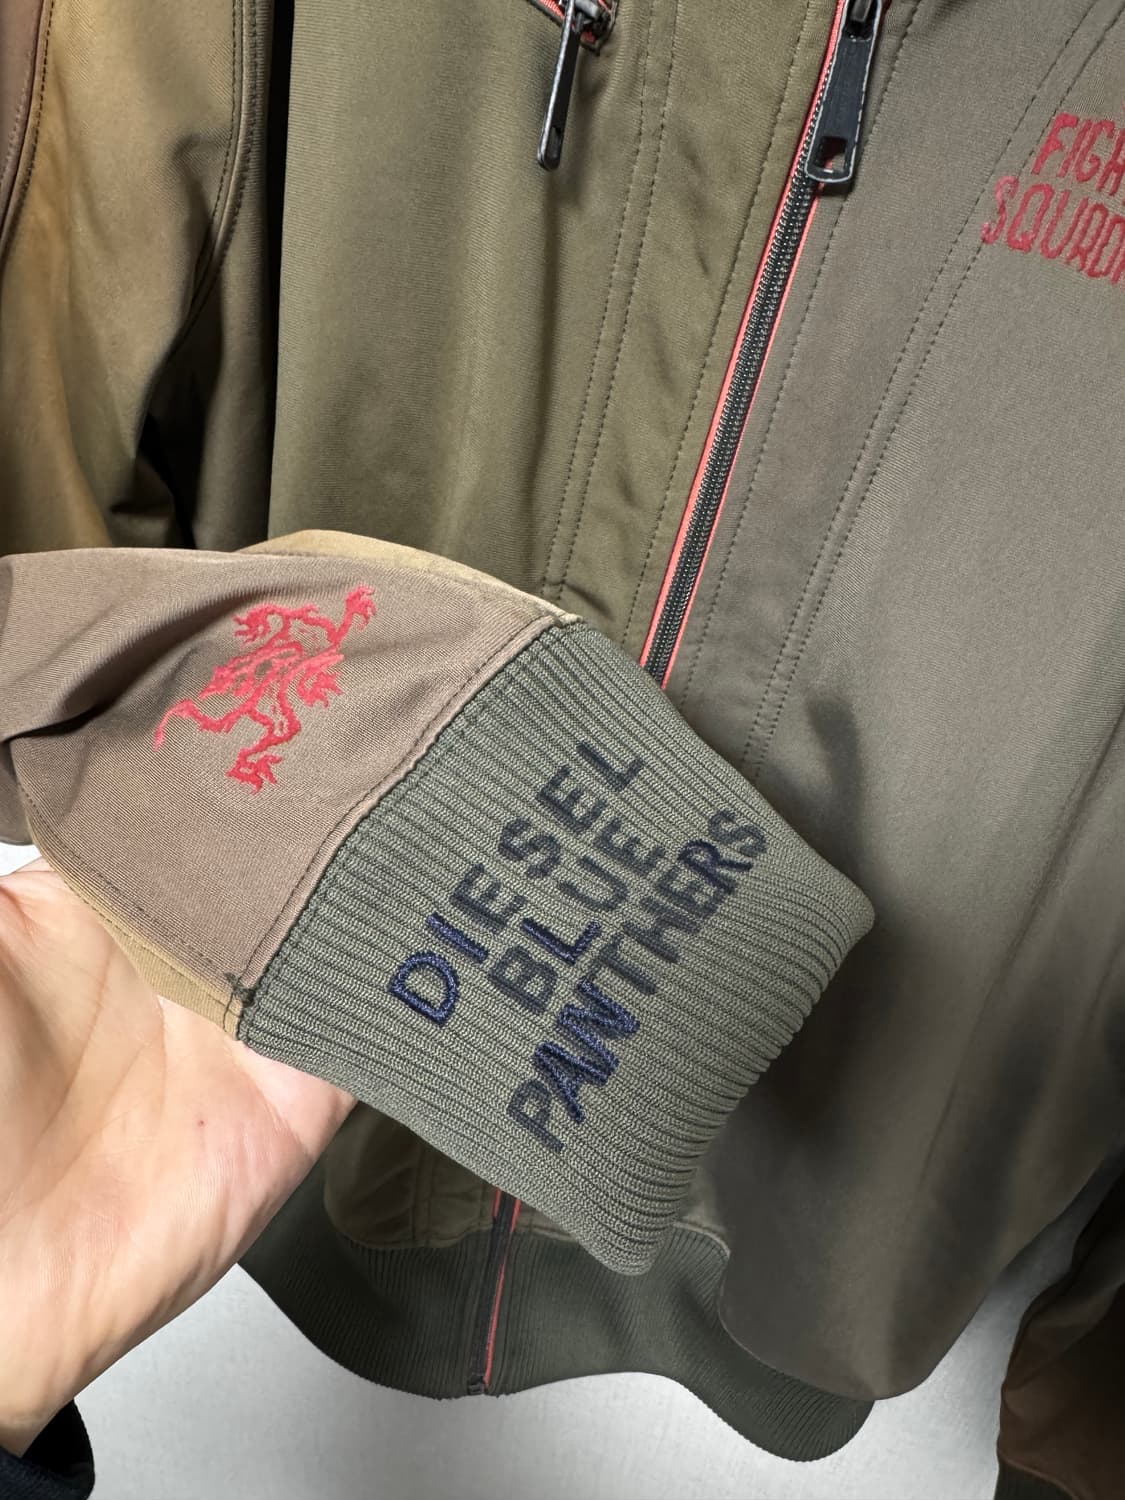 FIGH
SQUADR
DIESEL
BLUE
PANTHERS